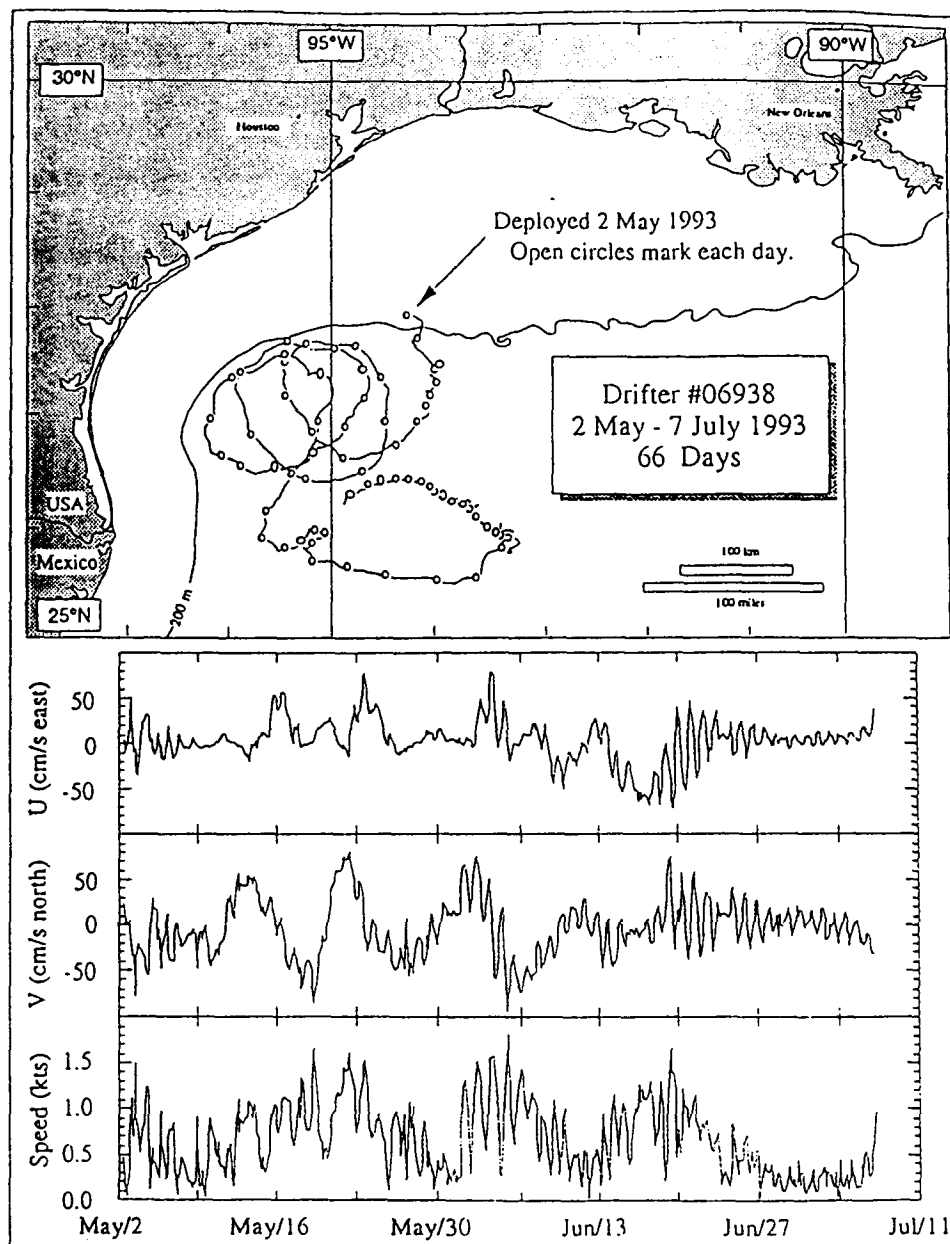 95°W
90°W
30°N
Houston
New Orleans
Deployed 2 May 1993
Open circles mark each day.
Drifter #06938
2 May - 7 July 1993
66 Days
USA
Mexico
200 m
100 km
100 miles
25°N
U (cm/s east)
50
0
-50
V (cm/s north)
50
0
-50
Speed (kts)
1.5
1.0
0.5
0.0
May/2 May/16 May/30 Jun/13 Jun/27 Jul/11